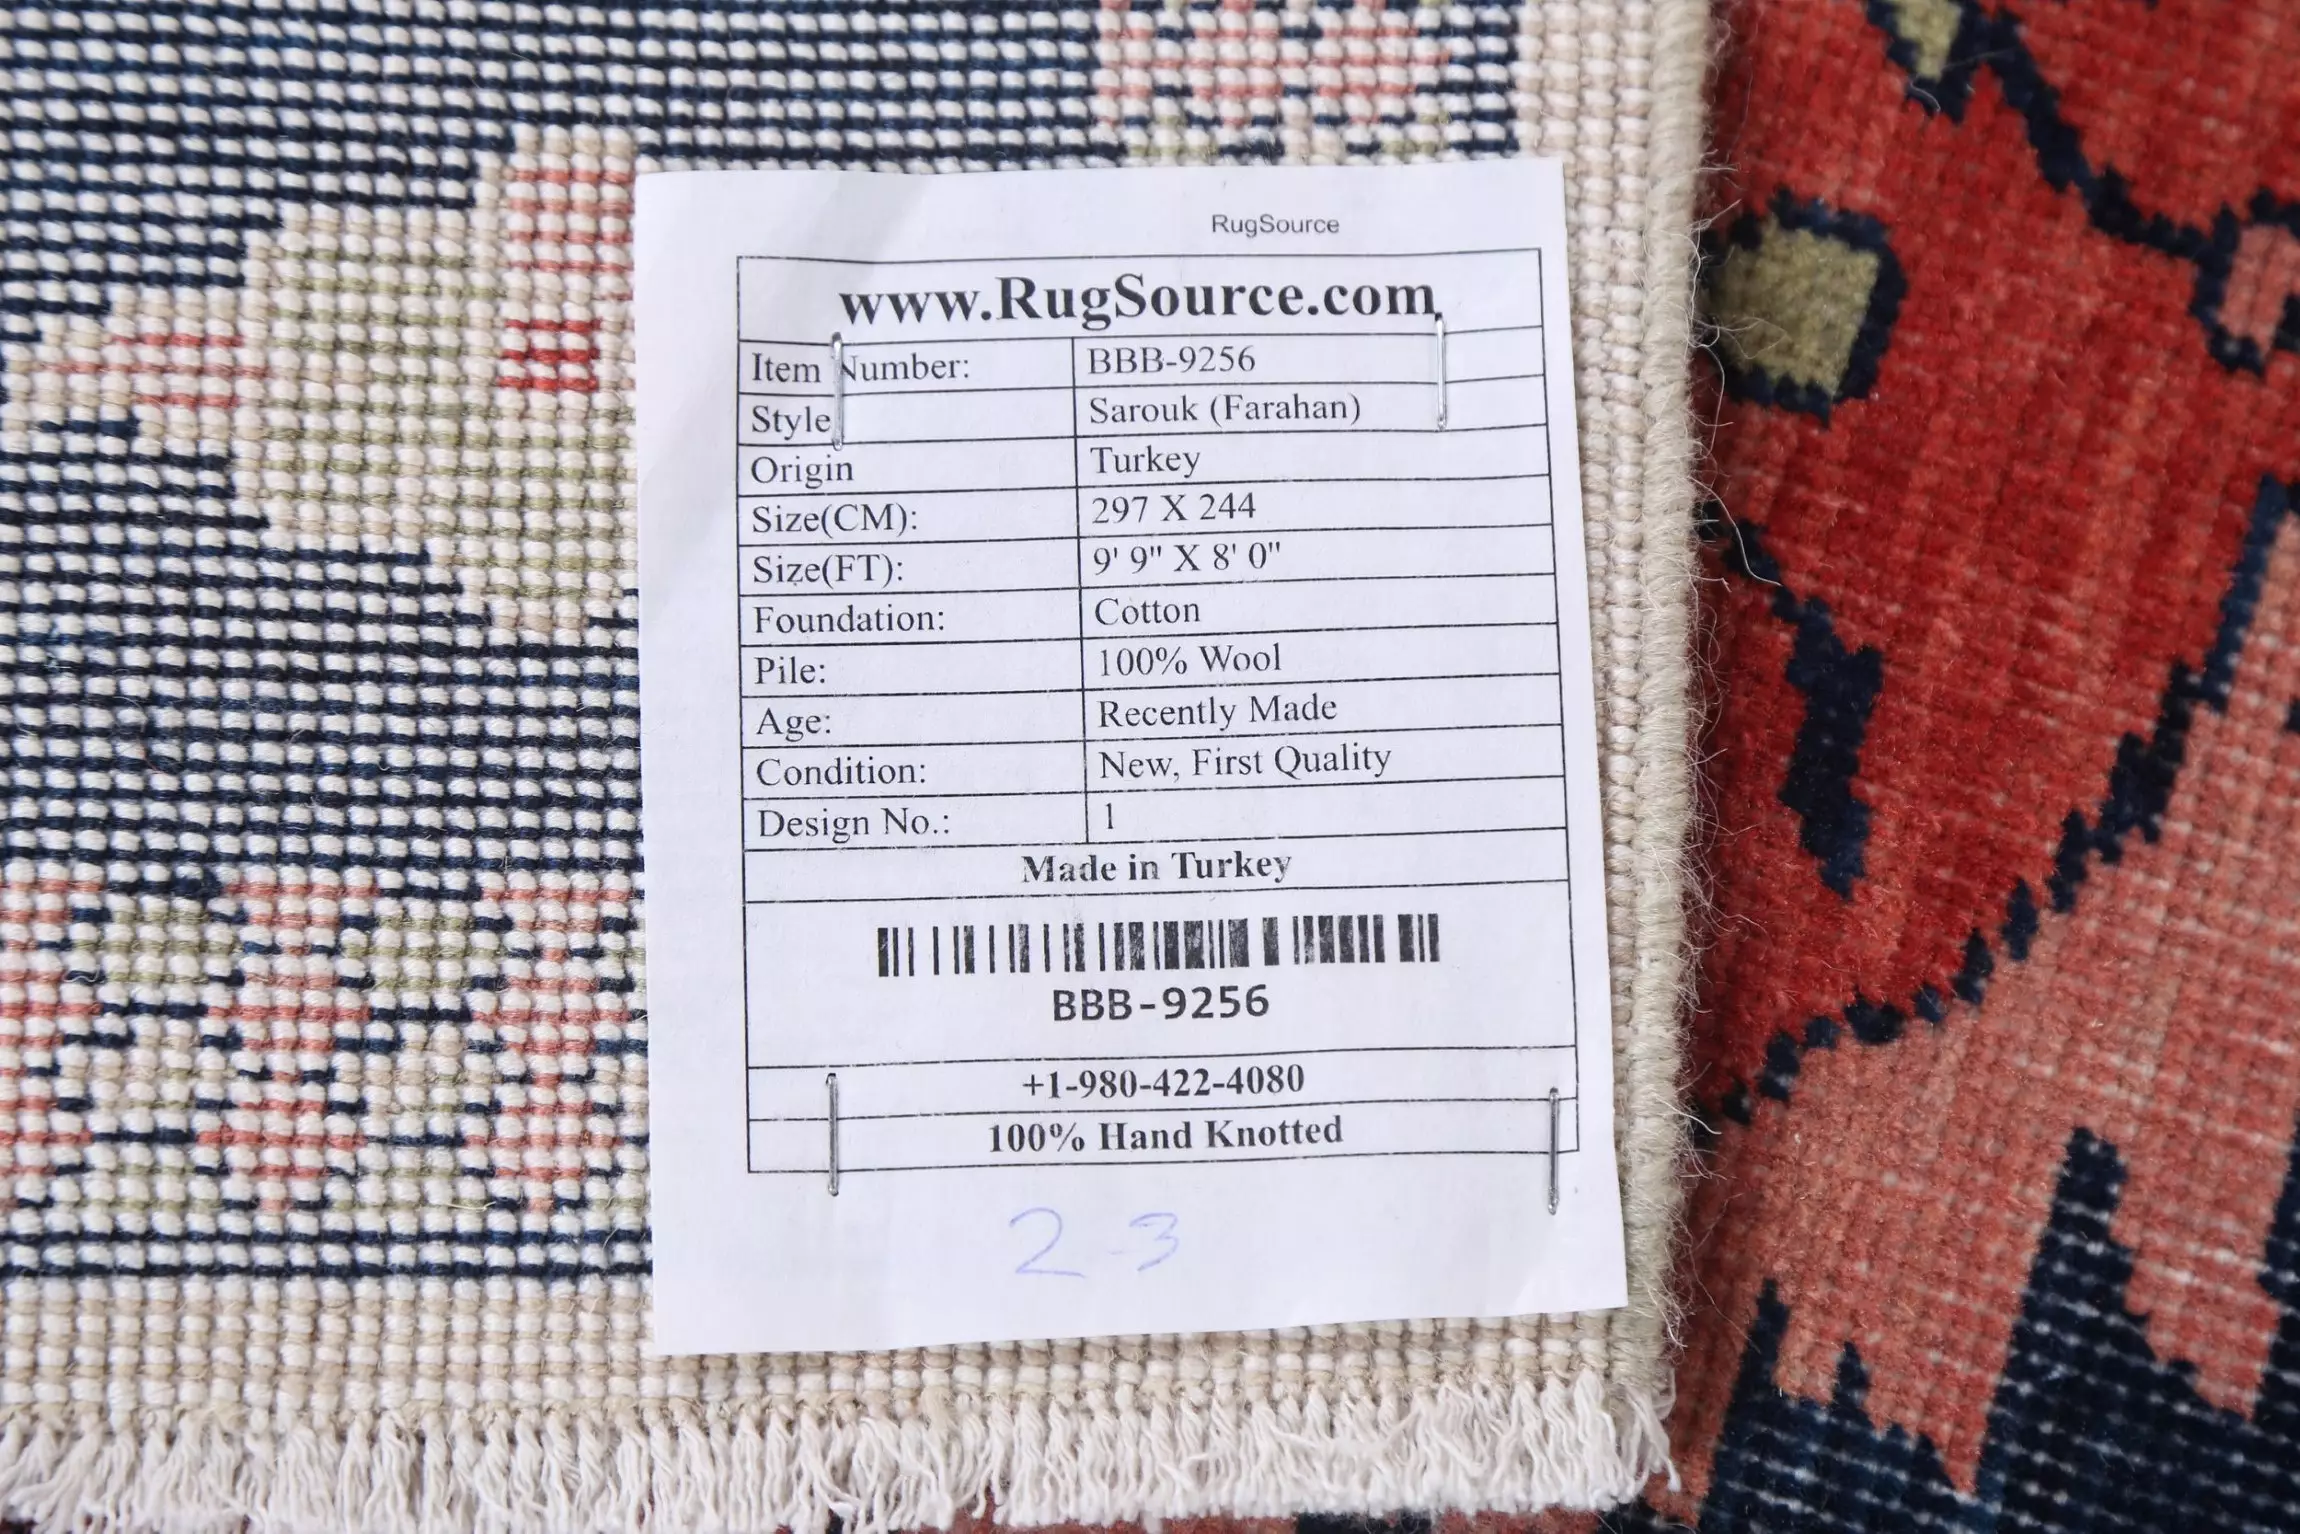 RugSource
www.RugSource.com
Item Number: BBB-9256
Style Sarouk (Farahan)
Origin Turkey
Size(CM): 297 X 244
Size(FT): 9' 9" X 8' 0"
Foundation: Cotton
Pile: 100% Wool
Age: Recently Made
Condition: New, First Quality
Design No.: 1
Made in Turkey
BBB-9256
+1-980-422-4080
100% Hand Knotted
2-3